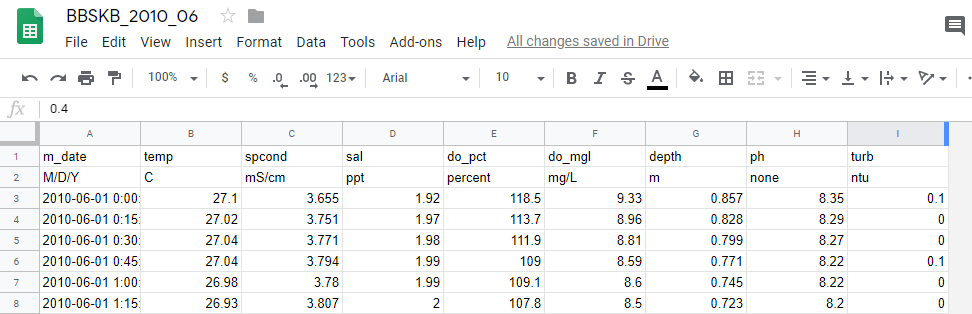 BBSKB_2010_06
File Edit View Insert Format Data Tools Add-ons Help All changes saved in Drive
100% $ % .0 .00 123 Arial 10 B I S A
fx 0.4
A B C D E F G H I
1 m_date temp spcond sal do_pct do_mgl depth ph turb
2 M/D/Y C mS/cm ppt percent mg/L m none ntu
3 2010-06-01 0:00: 27.1 3.655 1.92 118.5 9.33 0.857 8.35 0.1
4 2010-06-01 0:15: 27.02 3.751 1.97 113.7 8.96 0.828 8.29 0
5 2010-06-01 0:30: 27.04 3.771 1.98 111.9 8.81 0.799 8.27 0
6 2010-06-01 0:45: 27.04 3.794 1.99 109 8.59 0.771 8.22 0.1
7 2010-06-01 1:00: 26.98 3.78 1.99 109.1 8.6 0.745 8.22 0
8 2010-06-01 1:15: 26.93 3.807 2 107.8 8.5 0.723 8.2 0